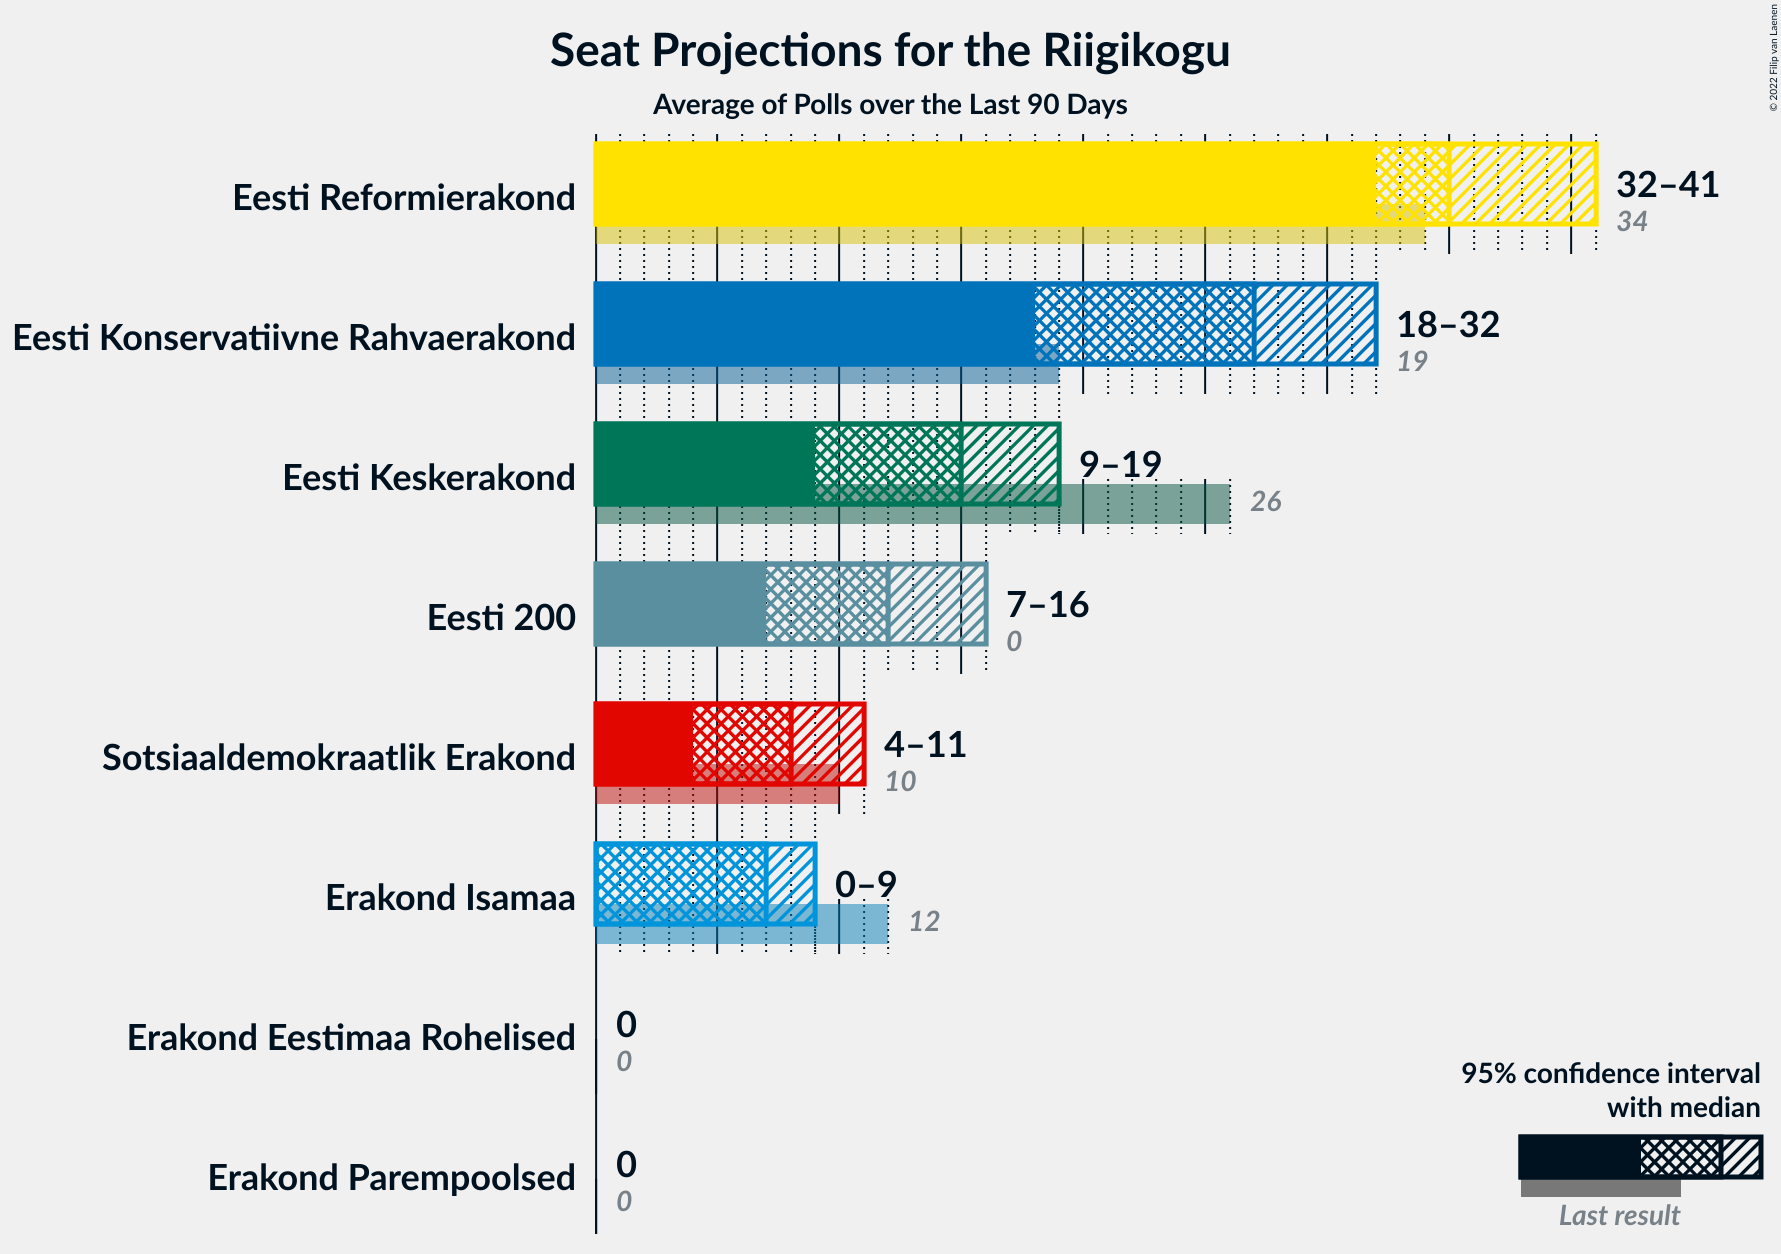 Seat Projections for the Riigikogu
Average of Polls over the Last 90 Days
© 2022 Filip van Laenen
Eesti Reformierakond
32–41
34
Eesti Konservatiivne Rahvaerakond
18–32
19
Eesti Keskerakond
9–19
26
Eesti 200
7–16
0
Sotsiaaldemokraatlik Erakond
4–11
10
Erakond Isamaa
0–9
12
Erakond Eestimaa Rohelised
0
0
Erakond Parempoolsed
0
0
95% confidence interval
with median
Last result